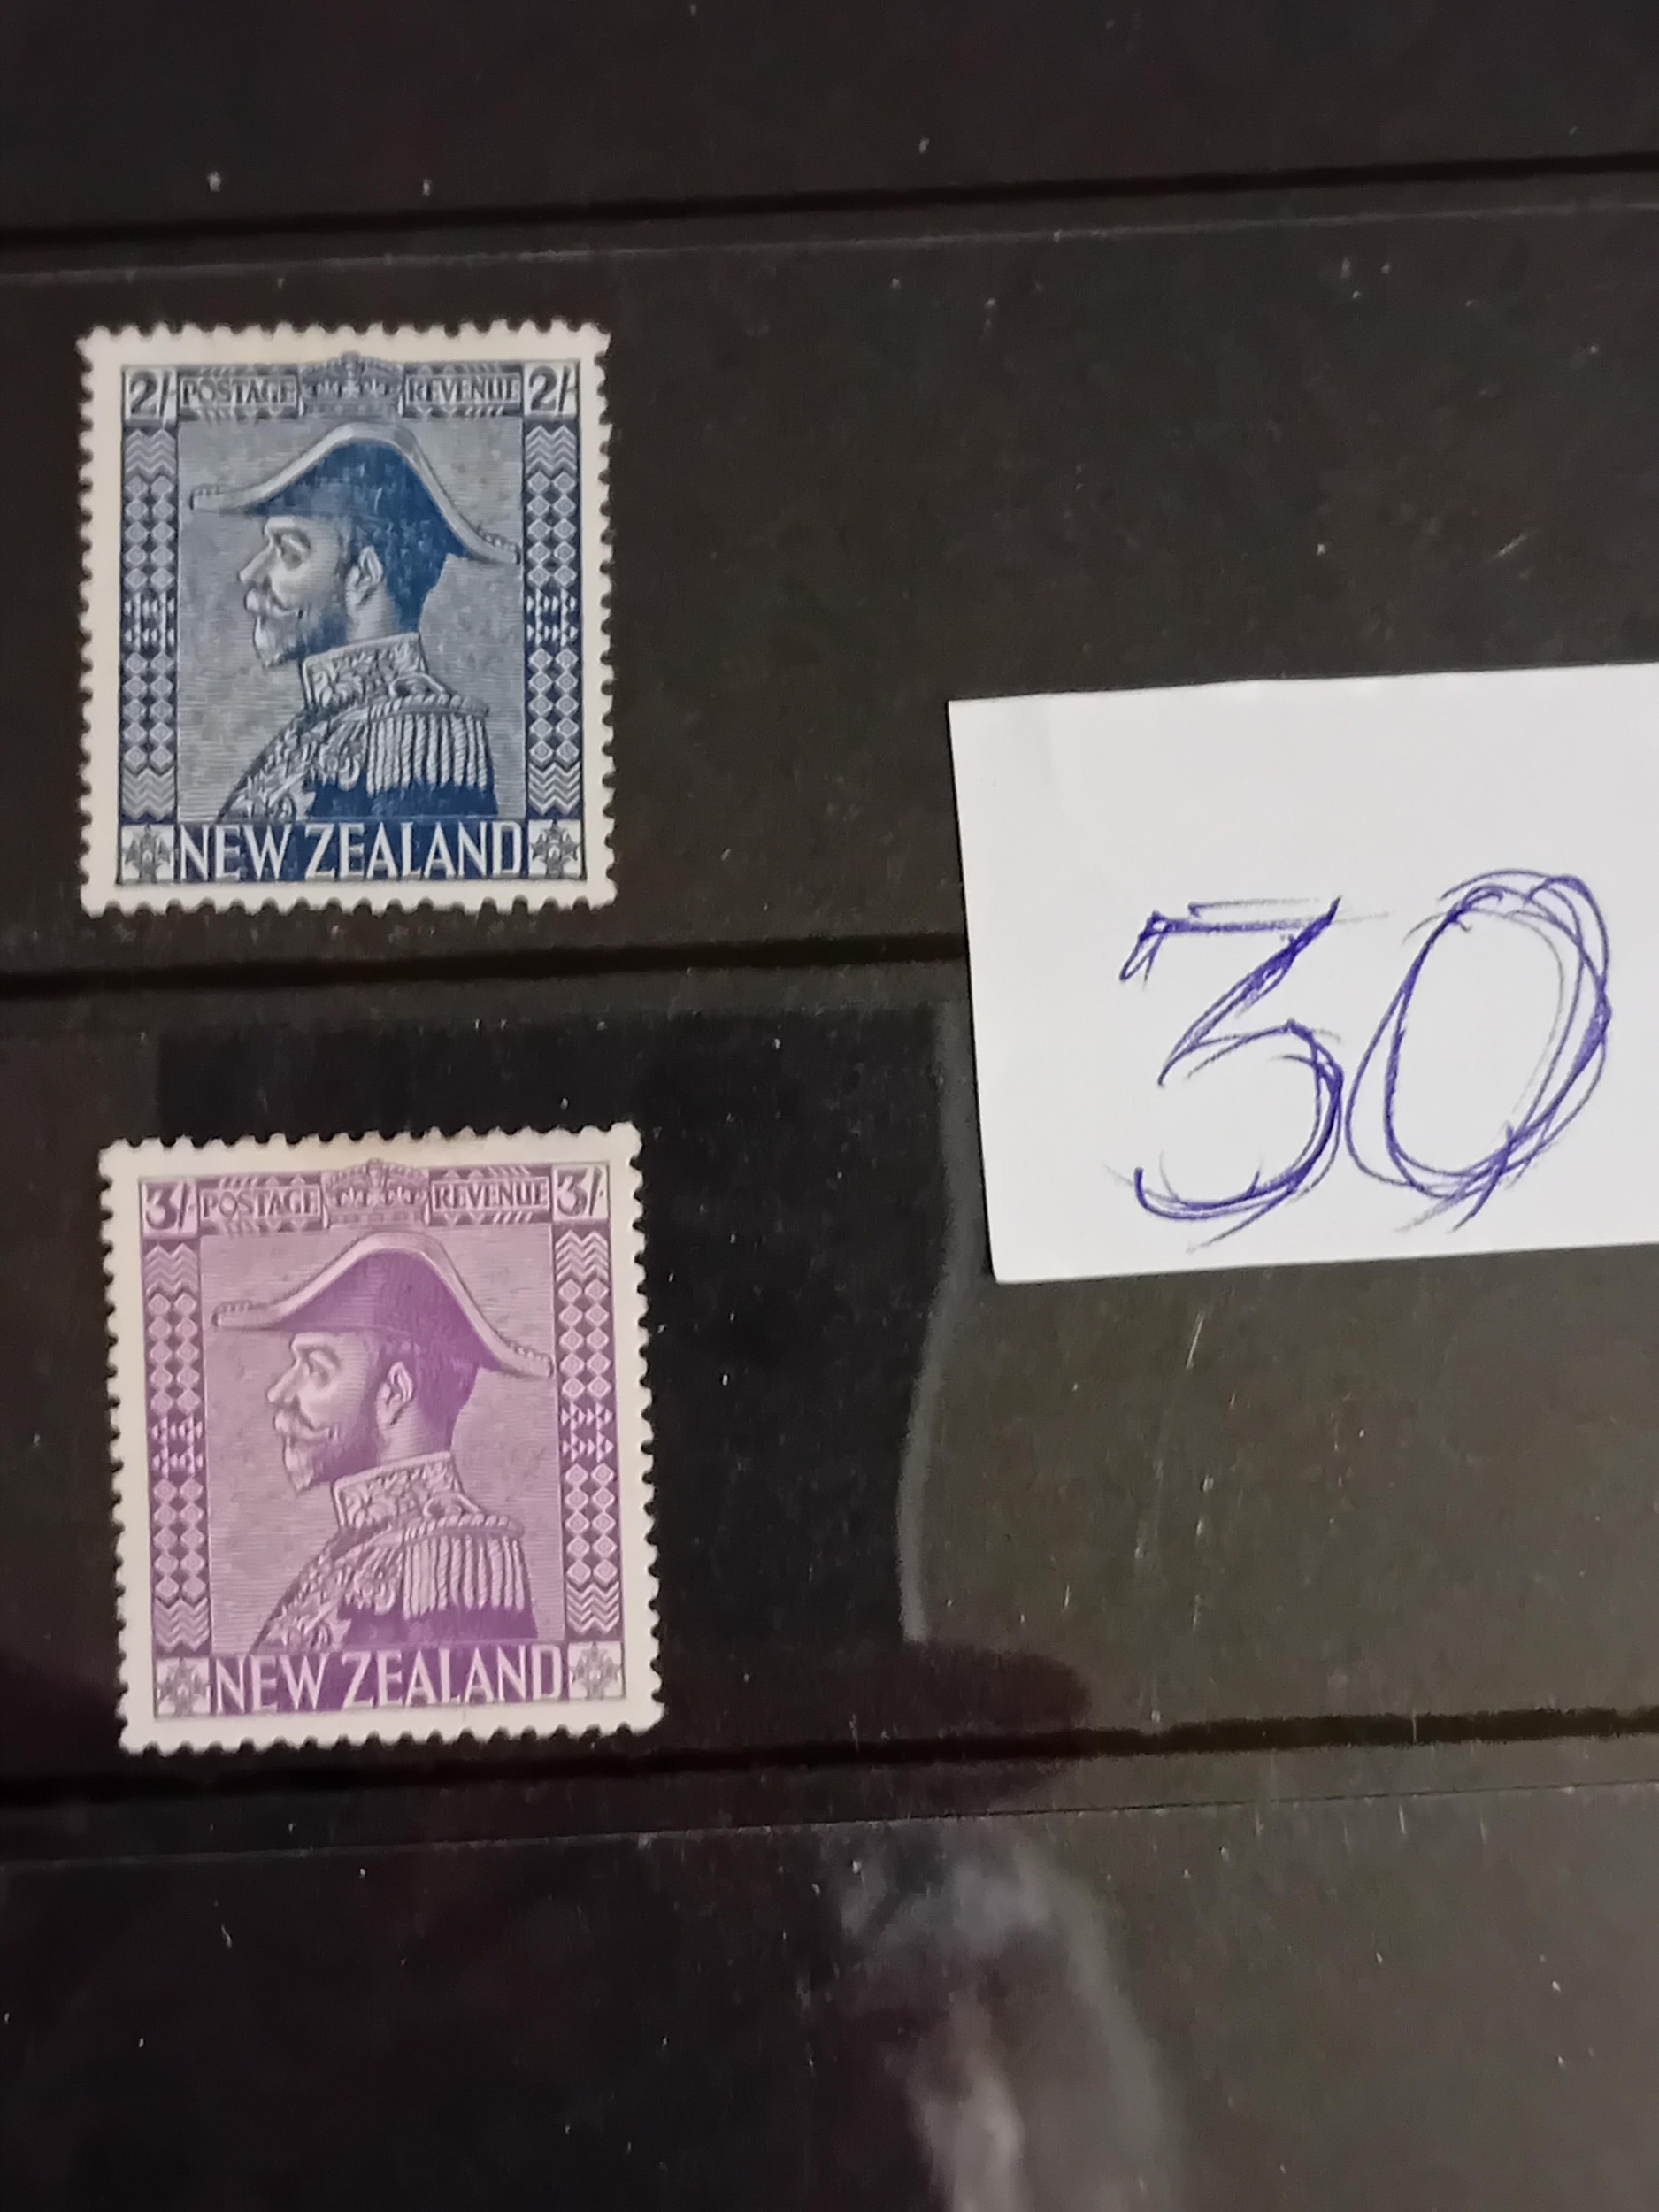 2/- POSTAGE REVENUE 2/-
NEW ZEALAND
30
3/- POSTAGE REVENUE 3/-
NEW ZEALAND